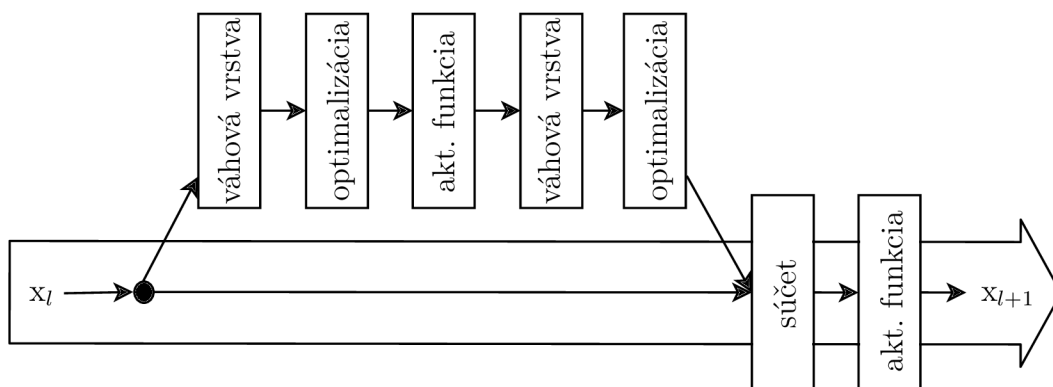 váhová vrstva
optimalizácia
akt. funkcia
váhová vrstva
optimalizácia
x_l
súčet
akt. funkcia
x_{l+1}